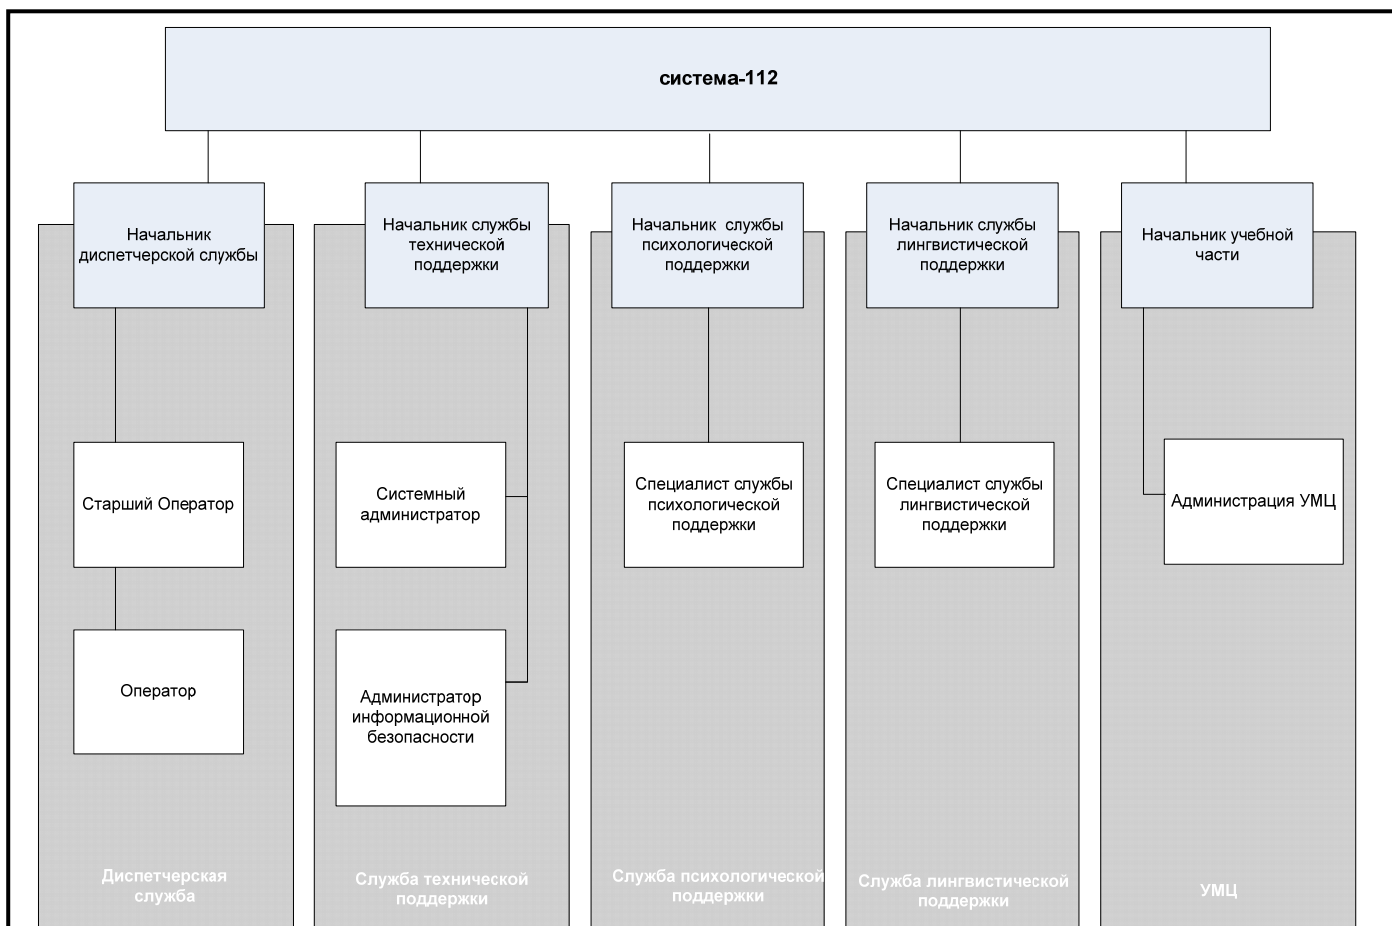 система-112
Начальник
диспетчерской службы
Начальник службы
технической
поддержки
Начальник службы
психологической
поддержки
Начальник службы
лингвистической
поддержки
Начальник учебной
части
Старший Оператор
Системный
администратор
Специалист службы
психологической
поддержки
Специалист службы
лингвистической
поддержки
Администрация УМЦ
Оператор
Администратор
информационной
безопасности
Диспетчерская
служба
Служба технической
поддержки
Служба психологической
поддержки
Служба лингвистической
поддержки
УМЦ